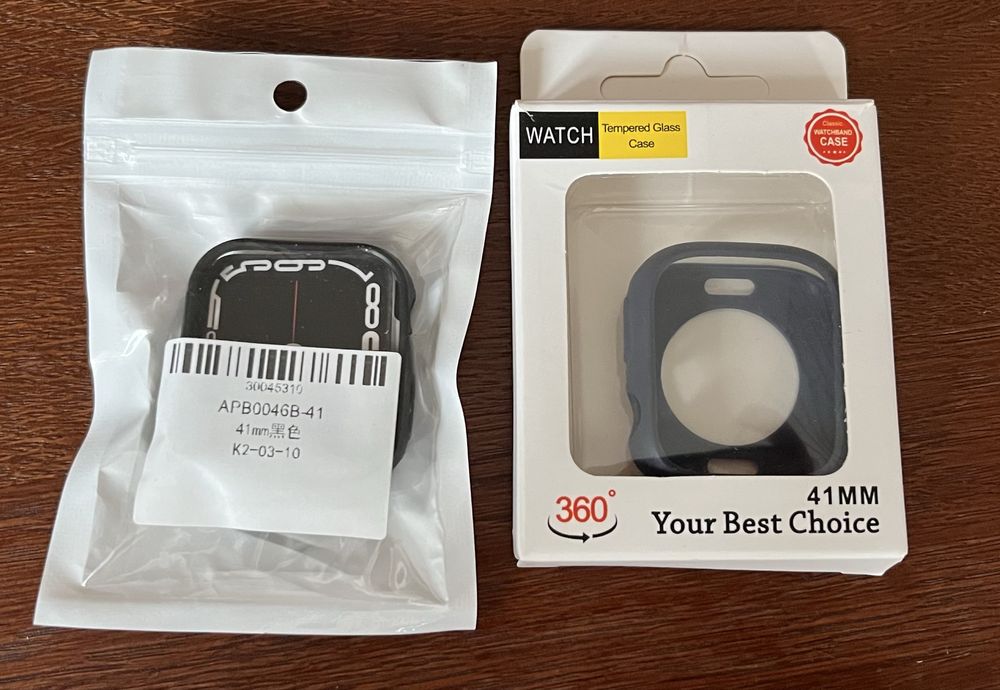 30045310
APB0046B-41
41mm黑色
K2-03-10
WATCH
Tempered Glass
Case
Classic
WATCHBAND
CASE
360°
41MM
Your Best Choice